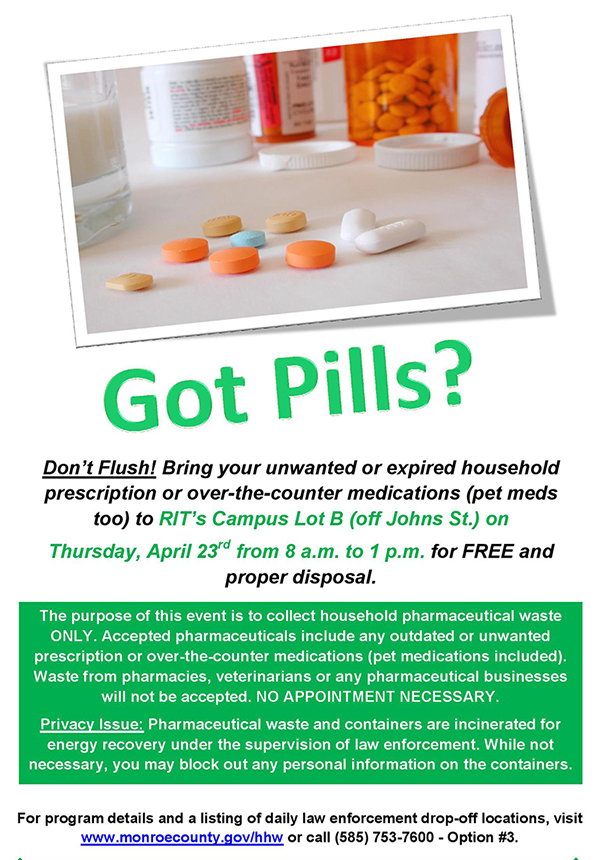 Got Pills?
Don't Flush! Bring your unwanted or expired household
prescription or over-the-counter medications (pet meds
too) to RIT's Campus Lot B (off Johns St.) on
Thursday, April 23rd from 8 a.m. to 1 p.m. for FREE and
proper disposal.
The purpose of this event is to collect household pharmaceutical waste
ONLY. Accepted pharmaceuticals include any outdated or unwanted
prescription or over-the-counter medications (pet medications included).
Waste from pharmacies, veterinarians or any pharmaceutical businesses
will not be accepted. NO APPOINTMENT NECESSARY.
Privacy Issue: Pharmaceutical waste and containers are incinerated for
energy recovery under the supervision of law enforcement. While not
necessary, you may block out any personal information on the containers.
For program details and a listing of daily law enforcement drop-off locations, visit
www.monroecounty.gov/hhw or call (585) 753-7600 - Option #3.